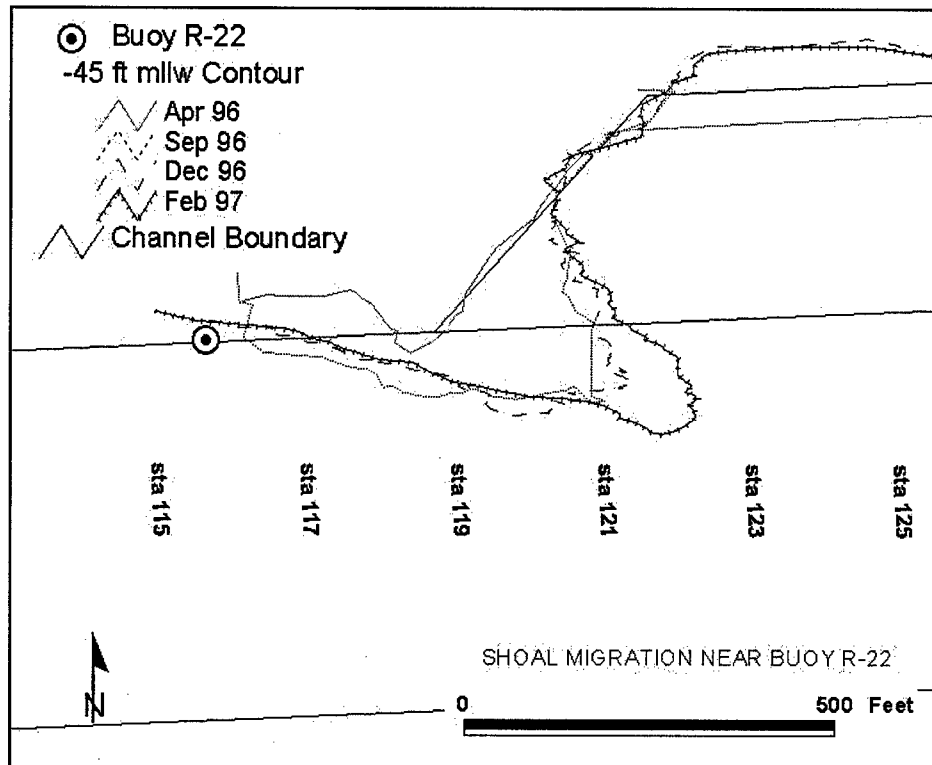 Buoy R-22
-45 ft mllw Contour
Apr 96
Sep 96
Dec 96
Feb 97
Channel Boundary
sta 115
sta 117
sta 119
sta 121
sta 123
sta 125
N
SHOAL MIGRATION NEAR BUOY R-22
0 500 Feet